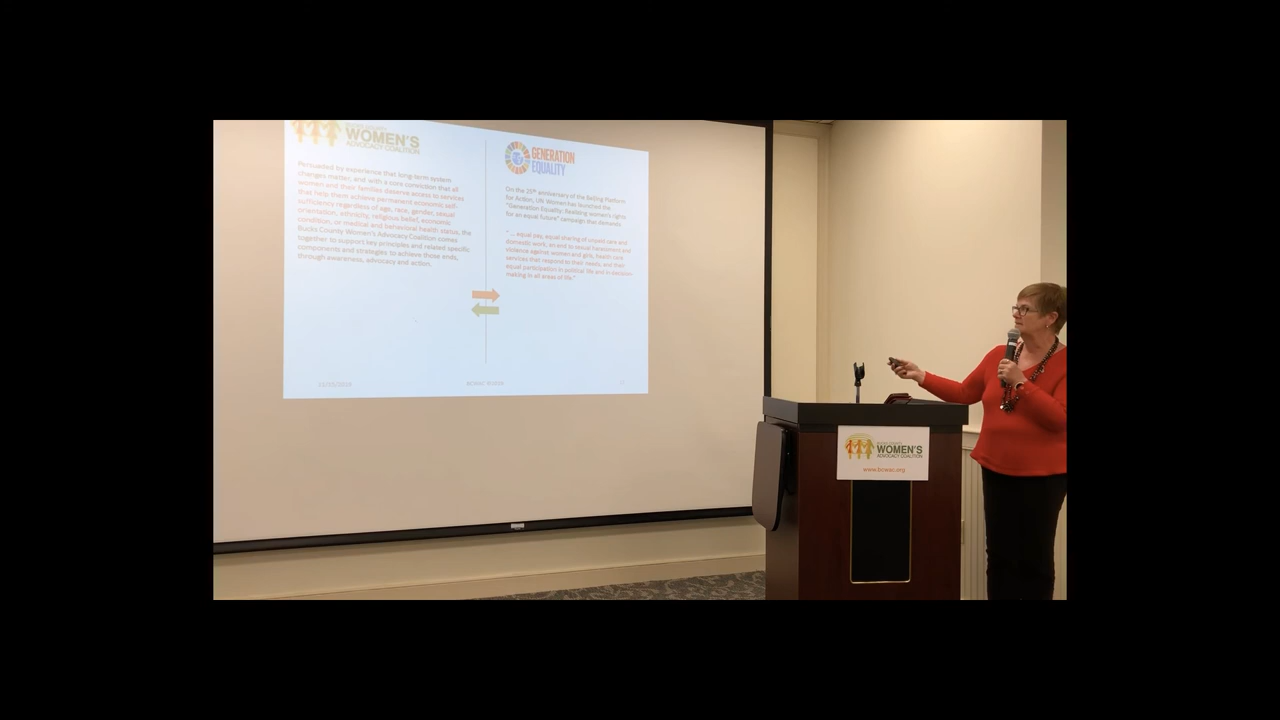 WOMEN'S
ADVOCACY COALITION
Persuaded by experience that long-term system
changes matter, and with a core conviction that all
women and their families deserve access to services
that help them achieve permanent economic self-
sufficiency regardless of age, race, gender, sexual
orientation, ethnicity, religious belief, economic
condition, or medical and behavioral health status, the
Bucks County Women's Advocacy Coalition comes
together to support key principles and related specific
components and strategies to achieve those ends,
through awareness, advocacy and action.
GENERATION
EQUALITY
On the 25th anniversary of the Beijing Platform
for Action, UN Women has launched the
"Generation Equality: Realizing women's rights
for an equal future" campaign that demands
" ... equal pay, equal sharing of unpaid care and
domestic work, an end to sexual harassment and
violence against women and girls, health-care
services that respond to their needs, and their
equal participation in political life and in decision
making in all areas of life."
BUCKS COUNTY
WOMEN'S
ADVOCACY COALITION
www.bcwac.org